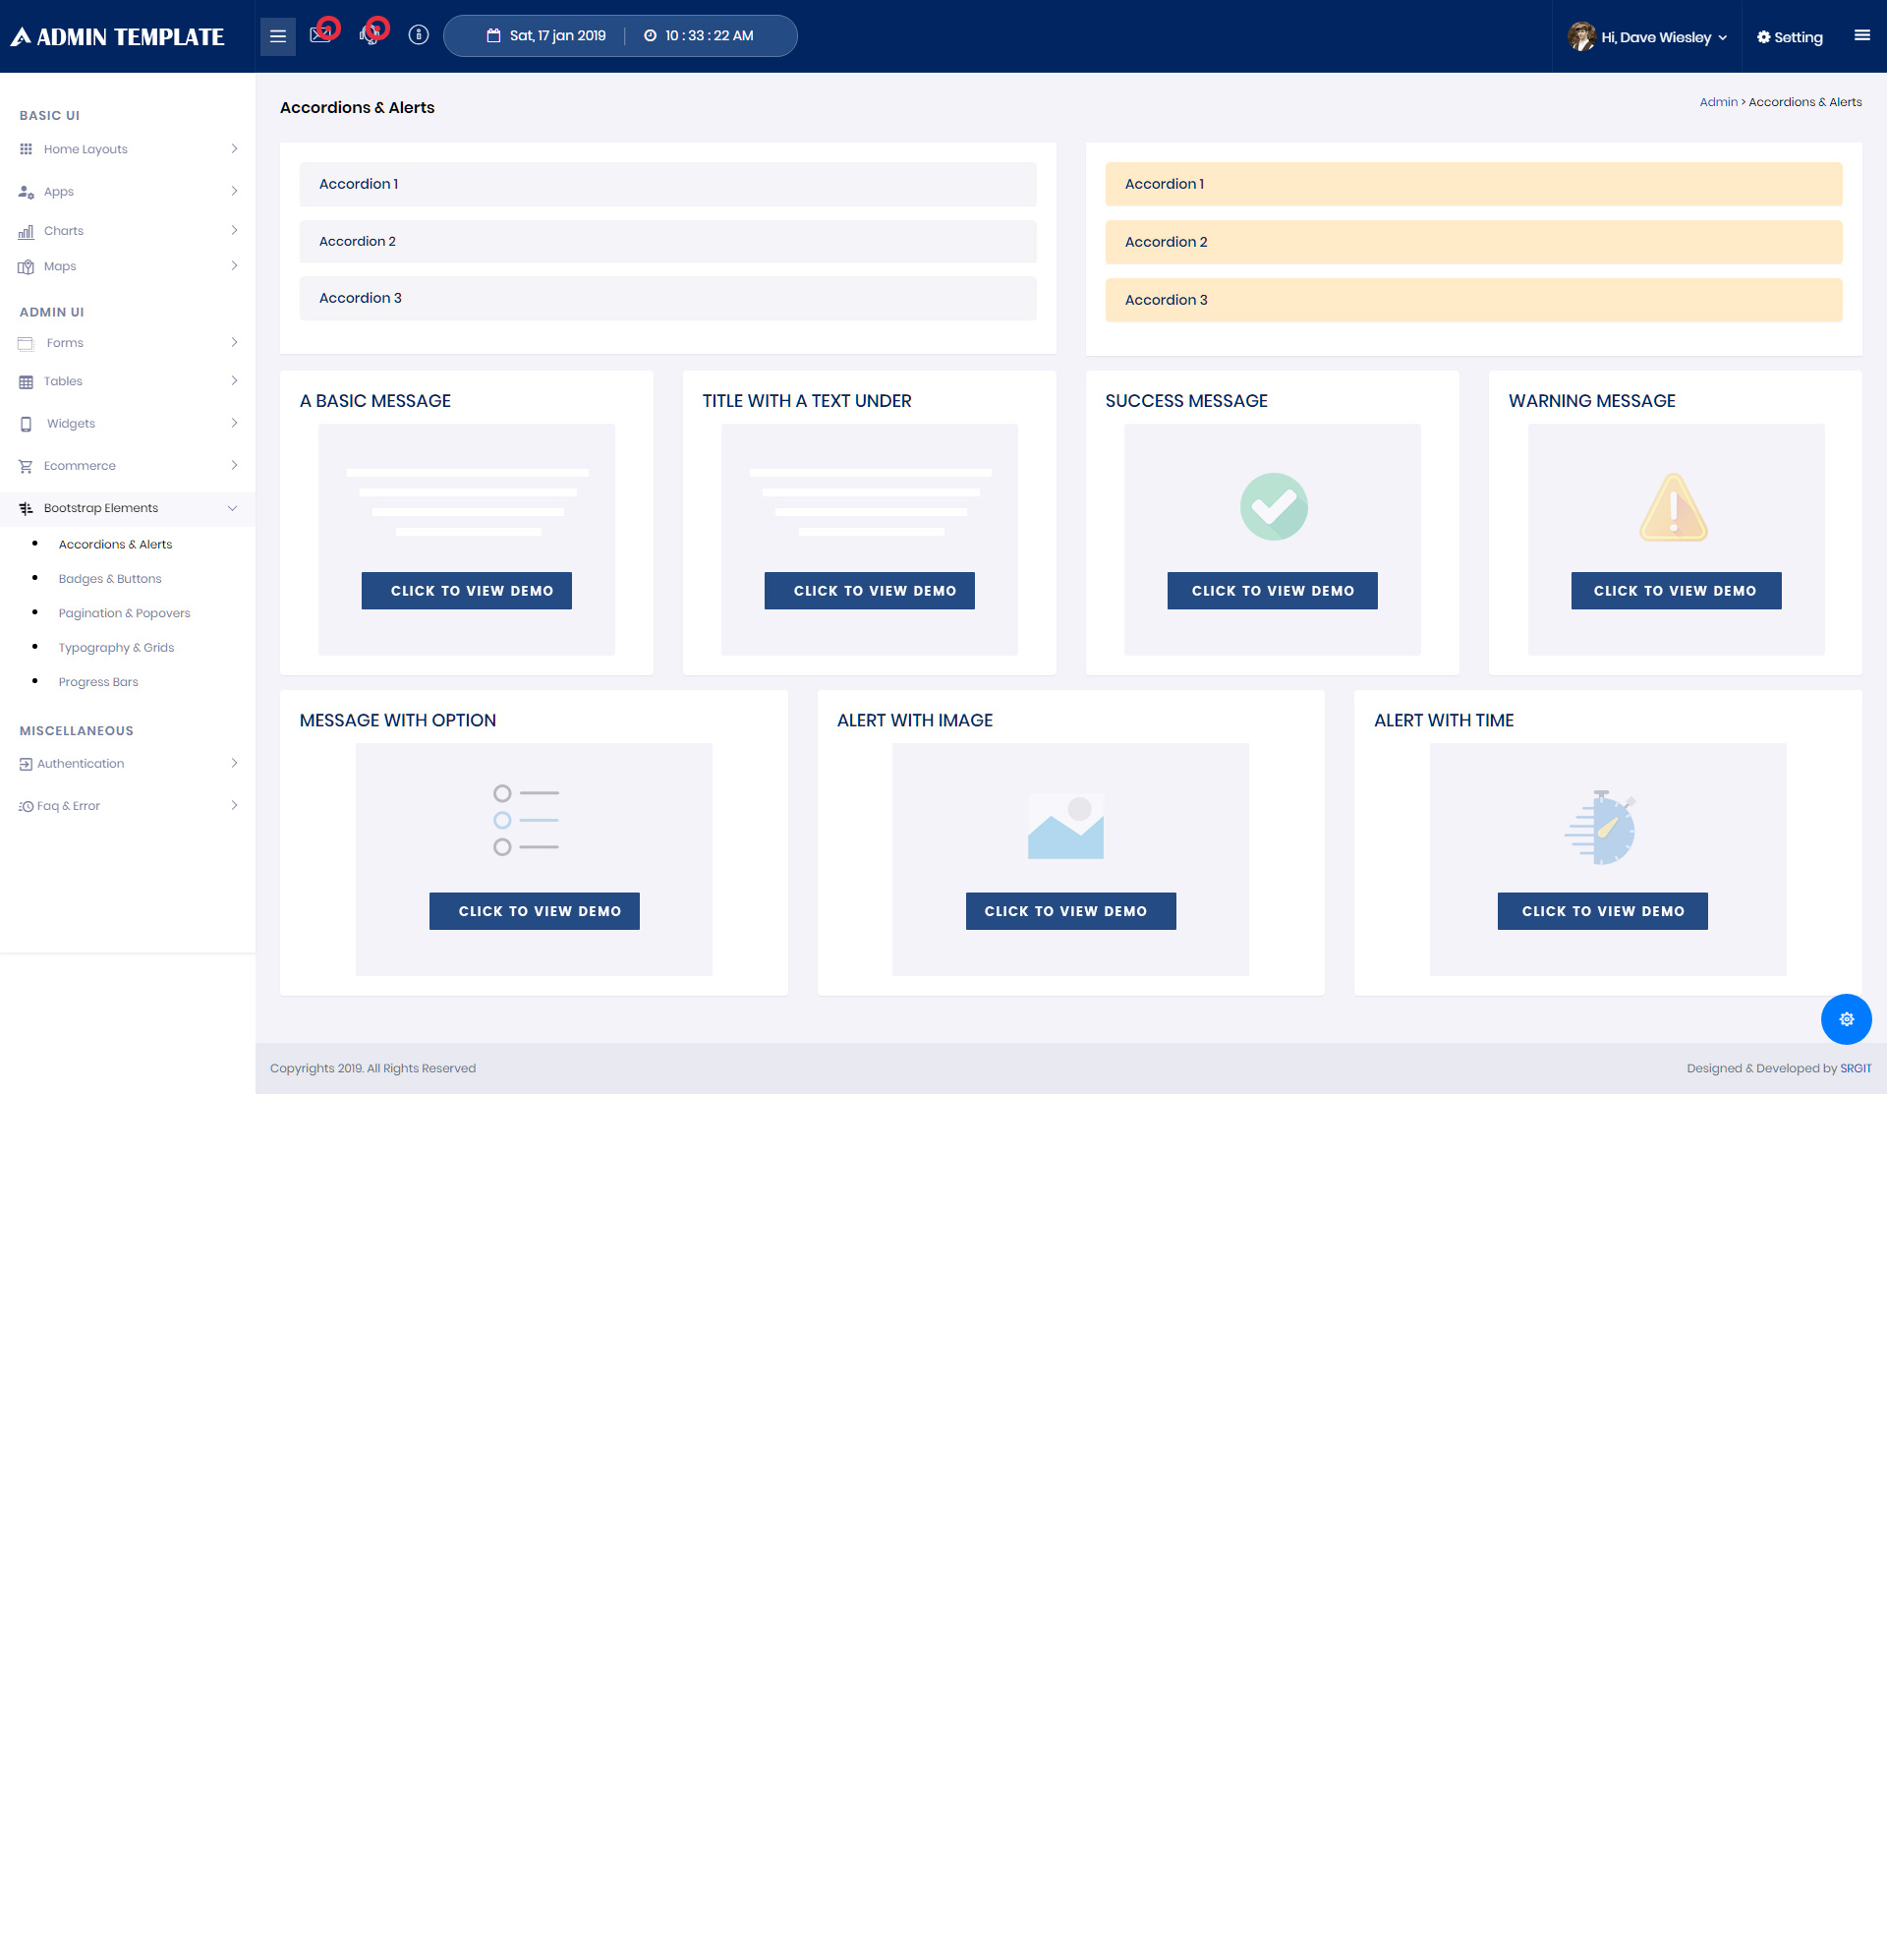 ADMIN TEMPLATE
Sat, 17 jan 2019
10 : 33 : 22 AM
Hi, Dave Wiesley
Setting
BASIC UI
Home Layouts
Apps
Charts
Maps
ADMIN UI
Forms
Tables
Widgets
Ecommerce
Bootstrap Elements
Accordions & Alerts
Badges & Buttons
Pagination & Popovers
Typography & Grids
Progress Bars
MISCELLANEOUS
Authentication
Faq & Error
Accordions & Alerts
Admin > Accordions & Alerts
Accordion 1
Accordion 2
Accordion 3
Accordion 1
Accordion 2
Accordion 3
A BASIC MESSAGE
CLICK TO VIEW DEMO
TITLE WITH A TEXT UNDER
CLICK TO VIEW DEMO
SUCCESS MESSAGE
CLICK TO VIEW DEMO
WARNING MESSAGE
CLICK TO VIEW DEMO
MESSAGE WITH OPTION
CLICK TO VIEW DEMO
ALERT WITH IMAGE
CLICK TO VIEW DEMO
ALERT WITH TIME
CLICK TO VIEW DEMO
Copyrights 2019. All Rights Reserved
Designed & Developed by SRGIT